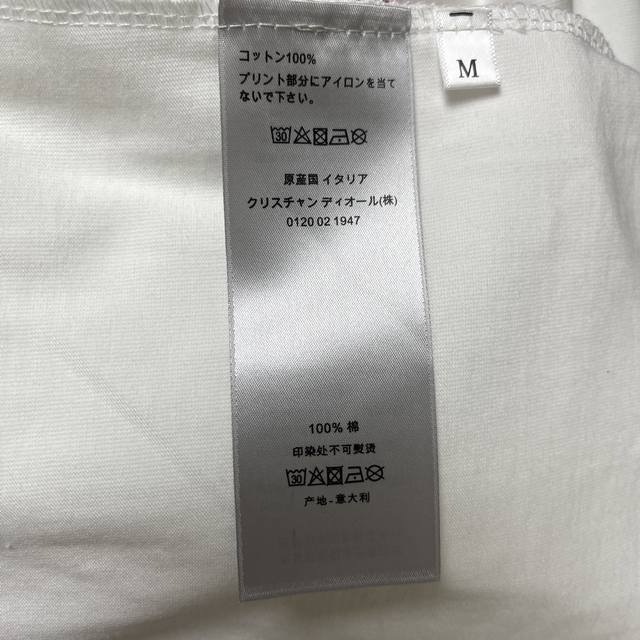 コットン100%
プリント部分にアイロンを当て
ないで下さい。
30
原産国 イタリア
クリスチャン ディオール(株)
0120 02 1947
100% 棉
印染处不可熨烫
30
产地 - 意大利
M